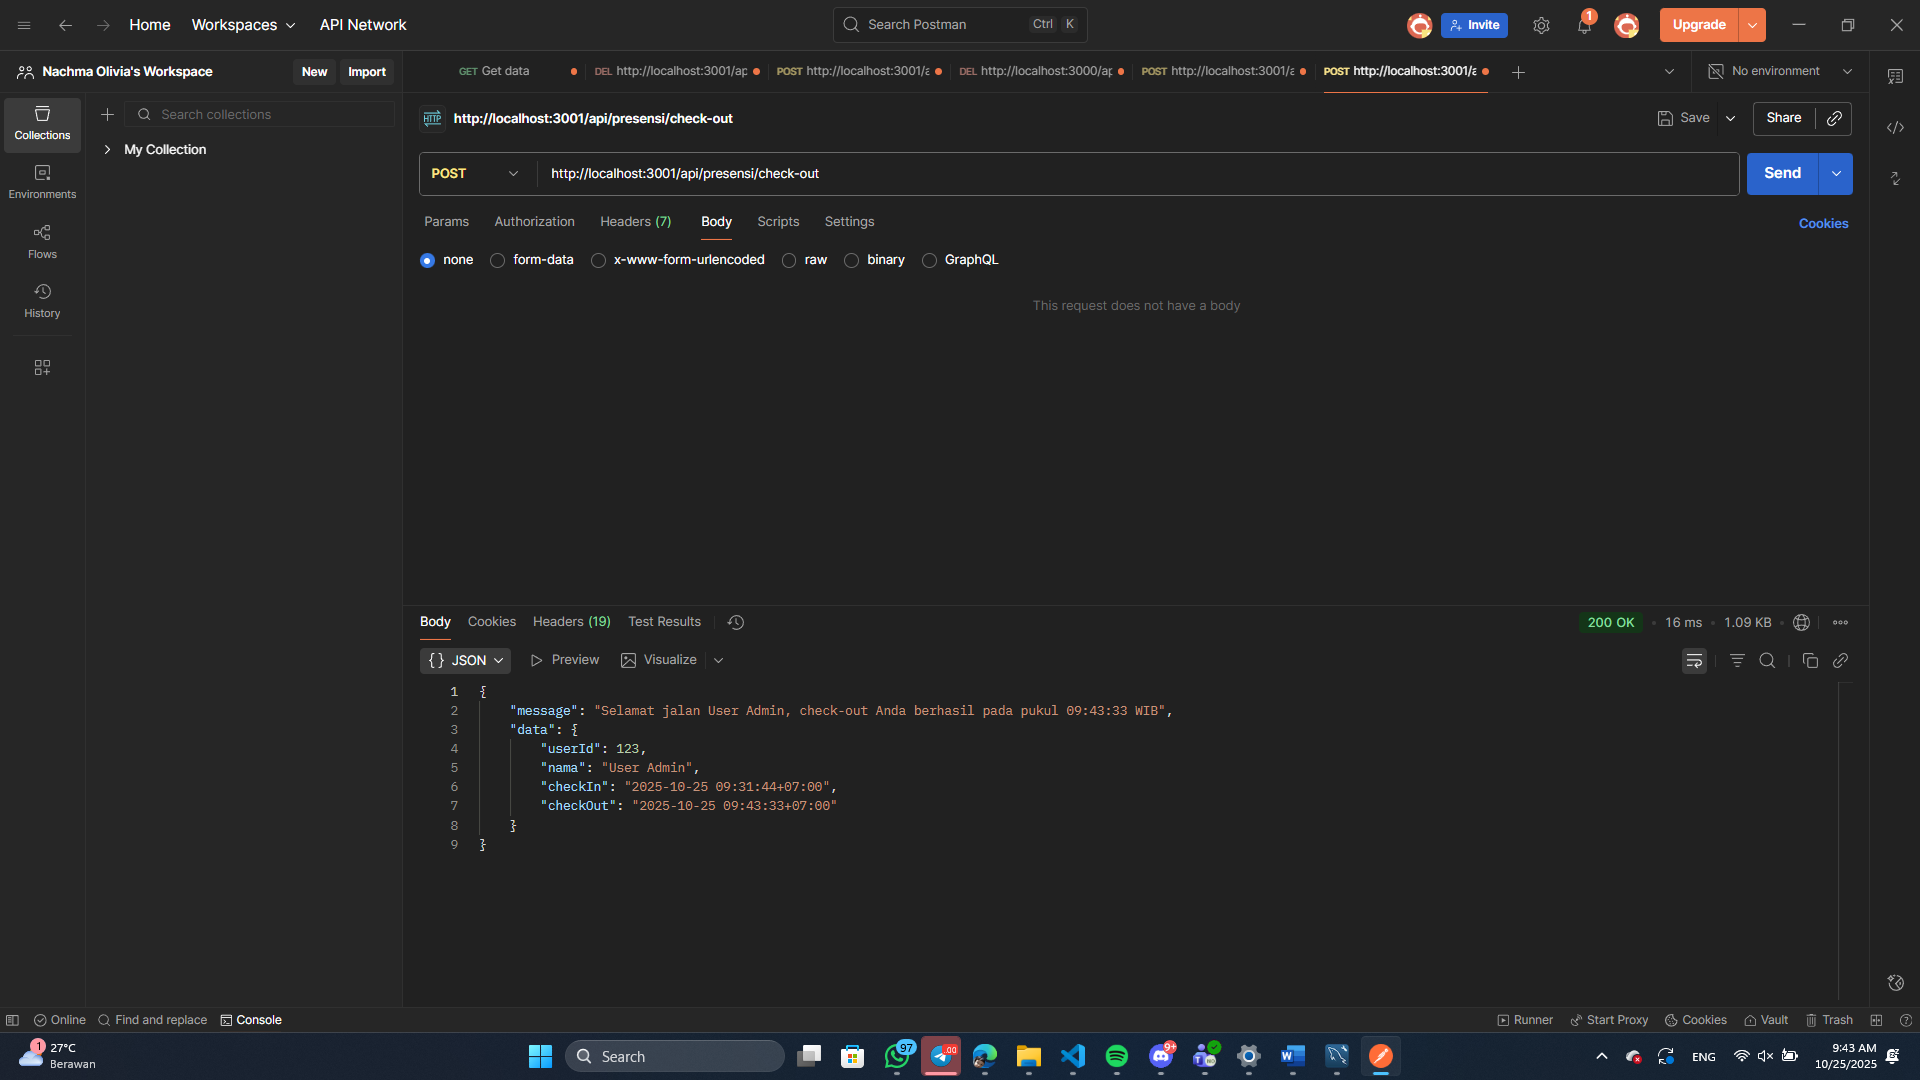 Home
Workspaces
API Network
Search Postman
Ctrl
K
Invite
1
Upgrade
Nachma Olivia's Workspace
New
Import
GET Get data
DEL http://localhost:3001/ap
POST http://localhost:3001/a
DEL http://localhost:3000/ap
POST http://localhost:3001/a
POST http://localhost:3001/a
No environment
Collections
Environments
Flows
History
Search collections
My Collection
HTTP
http://localhost:3001/api/presensi/check-out
Save
Share
POST
http://localhost:3001/api/presensi/check-out
Send
Params
Authorization
Headers (7)
Body
Scripts
Settings
Cookies
none
form-data
x-www-form-urlencoded
raw
binary
GraphQL
This request does not have a body
Body
Cookies
Headers (19)
Test Results
200 OK
16 ms
1.09 KB
{} JSON
Preview
Visualize
1 {
2 "message": "Selamat jalan User Admin, check-out Anda berhasil pada pukul 09:43:33 WIB",
3 "data": {
4 "userId": 123,
5 "nama": "User Admin",
6 "checkIn": "2025-10-25 09:31:44+07:00",
7 "checkOut": "2025-10-25 09:43:33+07:00"
8 }
9 }
Online
Find and replace
Console
Runner
Start Proxy
Cookies
Vault
Trash
1
27°C
Berawan
Search
97
.00
9+
ENG
9:43 AM
10/25/2025